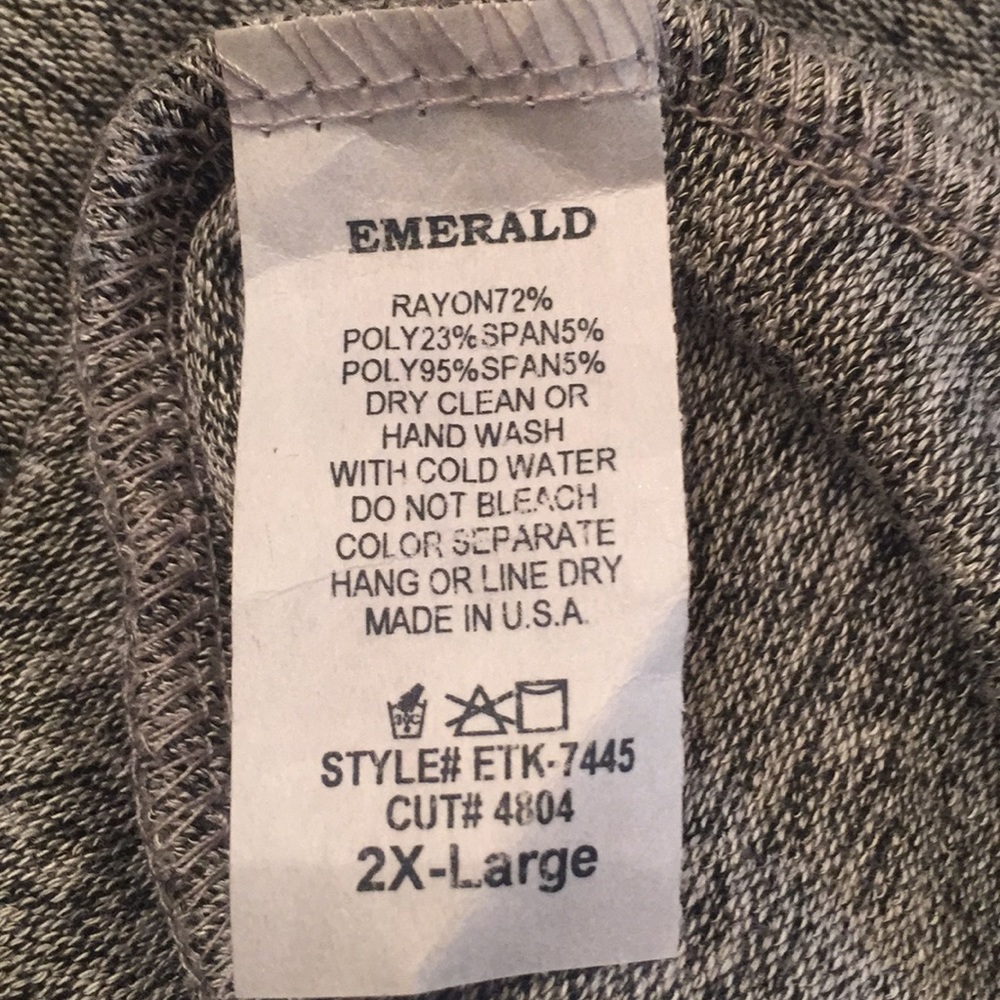 EMERALD
RAYON72%
POLY23%SPAN5%
POLY95%SPAN5%
DRY CLEAN OR
HAND WASH
WITH COLD WATER
DO NOT BLEACH
COLOR SEPARATE
HANG OR LINE DRY
MADE IN U.S.A.
30C
STYLE# ETK-7445
CUT# 4804
2X-Large